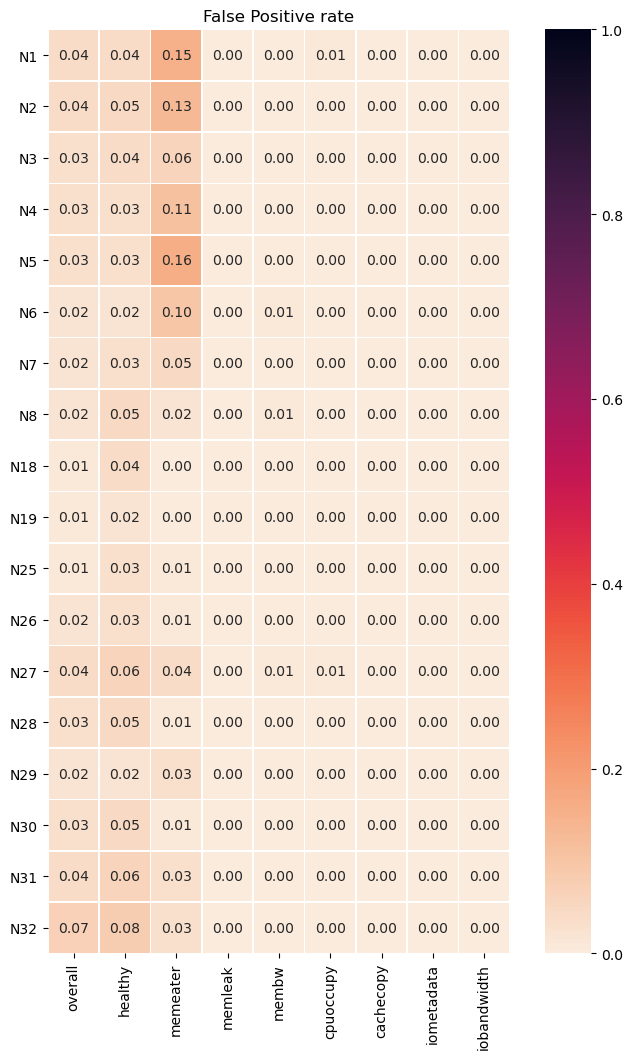 False Positive rate
N1 0.04 0.04 0.15 0.00 0.00 0.01 0.00 0.00 0.00
N2 0.04 0.05 0.13 0.00 0.00 0.00 0.00 0.00 0.00
N3 0.03 0.04 0.06 0.00 0.00 0.00 0.00 0.00 0.00
N4 0.03 0.03 0.11 0.00 0.00 0.00 0.00 0.00 0.00
N5 0.03 0.03 0.16 0.00 0.00 0.00 0.00 0.00 0.00
N6 0.02 0.02 0.10 0.00 0.01 0.00 0.00 0.00 0.00
N7 0.02 0.03 0.05 0.00 0.00 0.00 0.00 0.00 0.00
N8 0.02 0.05 0.02 0.00 0.01 0.00 0.00 0.00 0.00
N18 0.01 0.04 0.00 0.00 0.00 0.00 0.00 0.00 0.00
N19 0.01 0.02 0.00 0.00 0.00 0.00 0.00 0.00 0.00
N25 0.01 0.03 0.01 0.00 0.00 0.00 0.00 0.00 0.00
N26 0.02 0.03 0.01 0.00 0.00 0.00 0.00 0.00 0.00
N27 0.04 0.06 0.04 0.00 0.01 0.01 0.00 0.00 0.00
N28 0.03 0.05 0.01 0.00 0.00 0.00 0.00 0.00 0.00
N29 0.02 0.02 0.03 0.00 0.00 0.00 0.00 0.00 0.00
N30 0.03 0.05 0.01 0.00 0.00 0.00 0.00 0.00 0.00
N31 0.04 0.06 0.03 0.00 0.00 0.00 0.00 0.00 0.00
N32 0.07 0.08 0.03 0.00 0.00 0.00 0.00 0.00 0.00
overall
healthy
memeater
memleak
membw
cpuoccupy
cachecopy
iometadata
iobandwidth
1.0
0.8
0.6
0.4
0.2
0.0